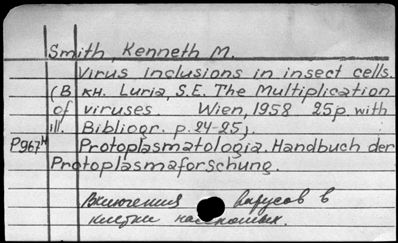 Smith, Kenneth M.
Virus inclusions in insect cells.
(В кн. Luria, S.E. The Multiplication
of viruses. Wien, 1958 25p. with
ill. Bibliogr. p. 24-25).
P967н Protoplasmatologia. Handbuch der
Protoplasmaforschung.
Включения вирусов в
клетки насекомых.